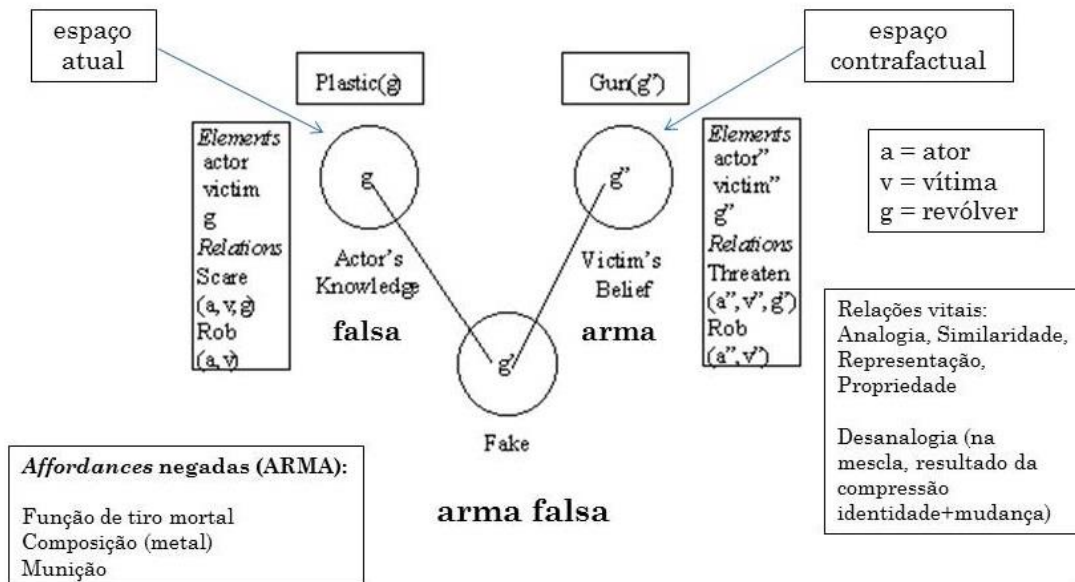 espaço
atual
espaço
contrafactual
Plastic(g)
Gun(g”)
Elements
actor
victim
g
Relations
Scare
(a, v, g)
Rob
(a, v)
g
Actor’s
Knowledge
falsa
g”
Victim’s
Belief
arma
Elements
actor”
victim”
g”
Relations
Threaten
(a”, v”, g”)
Rob
(a”, v”)
a = ator
v = vítima
g = revólver
g’
Fake
arma falsa
Relações vitais:
Analogia, Similaridade,
Representação,
Propriedade
Desanalogia (na
mescla, resultado da
compressão
identidade+mudança)
Affordances negadas (ARMA):
Função de tiro mortal
Composição (metal)
Munição